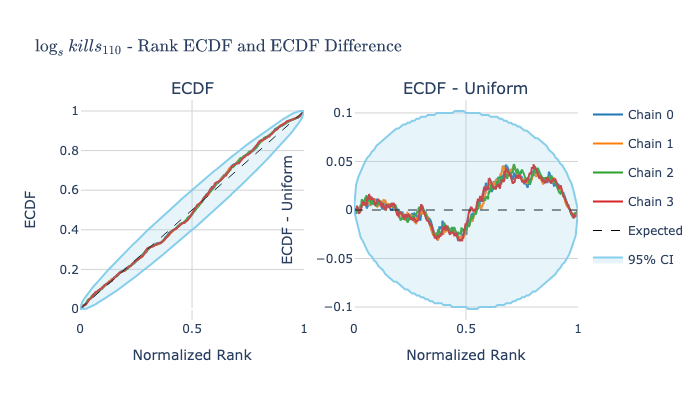 log_s kills_110 - Rank ECDF and ECDF Difference
ECDF
ECDF
1
0.8
0.6
0.4
0.2
0
0
0.5
1
Normalized Rank
ECDF - Uniform
ECDF - Uniform
0.1
0.05
0
−0.05
−0.1
0
0.5
1
Normalized Rank
Chain 0
Chain 1
Chain 2
Chain 3
Expected
95% CI